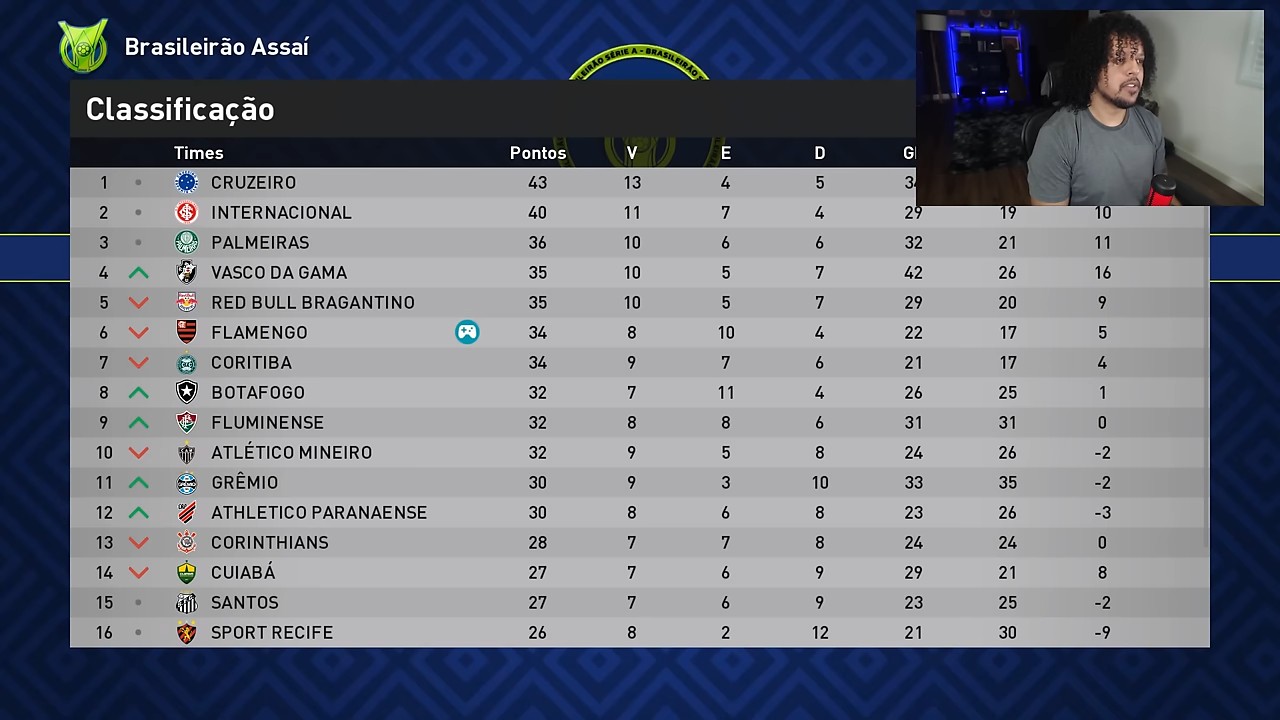 Brasileirão Assaí
EIRÃO SÉRIE A - BRASILEIRÃO
Classificação
Times Pontos V E D
1 CRUZEIRO 43 13 4 5
2 INTERNACIONAL 40 11 7 4 29 19 10
3 PALMEIRAS 36 10 6 6 32 21 11
4 VASCO DA GAMA 35 10 5 7 42 26 16
5 RED BULL BRAGANTINO 35 10 5 7 29 20 9
6 FLAMENGO 34 8 10 4 22 17 5
7 CORITIBA 34 9 7 6 21 17 4
8 BOTAFOGO 32 7 11 4 26 25 1
9 FLUMINENSE 32 8 8 6 31 31 0
10 ATLÉTICO MINEIRO 32 9 5 8 24 26 -2
11 GRÊMIO 30 9 3 10 33 35 -2
12 ATHLETICO PARANAENSE 30 8 6 8 23 26 -3
13 CORINTHIANS 28 7 7 8 24 24 0
14 CUIABÁ 27 7 6 9 29 21 8
15 SANTOS 27 7 6 9 23 25 -2
16 SPORT RECIFE 26 8 2 12 21 30 -9